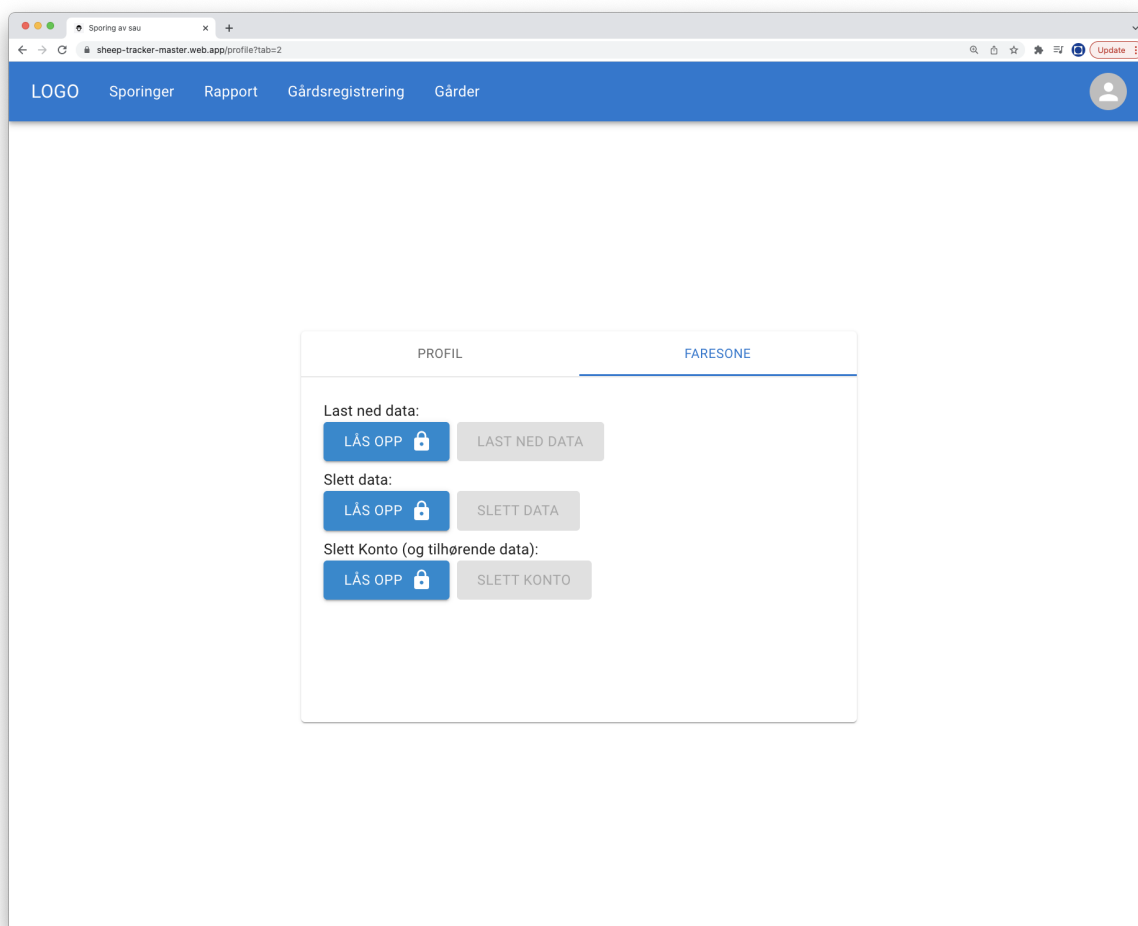 Sporing av sau
sheep-tracker-master.web.app/profile?tab=2
Update
LOGO Sporinger Rapport Gårdsregistrering Gårder
PROFIL FARESONE
Last ned data:
LÅS OPP LAST NED DATA
Slett data:
LÅS OPP SLETT DATA
Slett Konto (og tilhørende data):
LÅS OPP SLETT KONTO